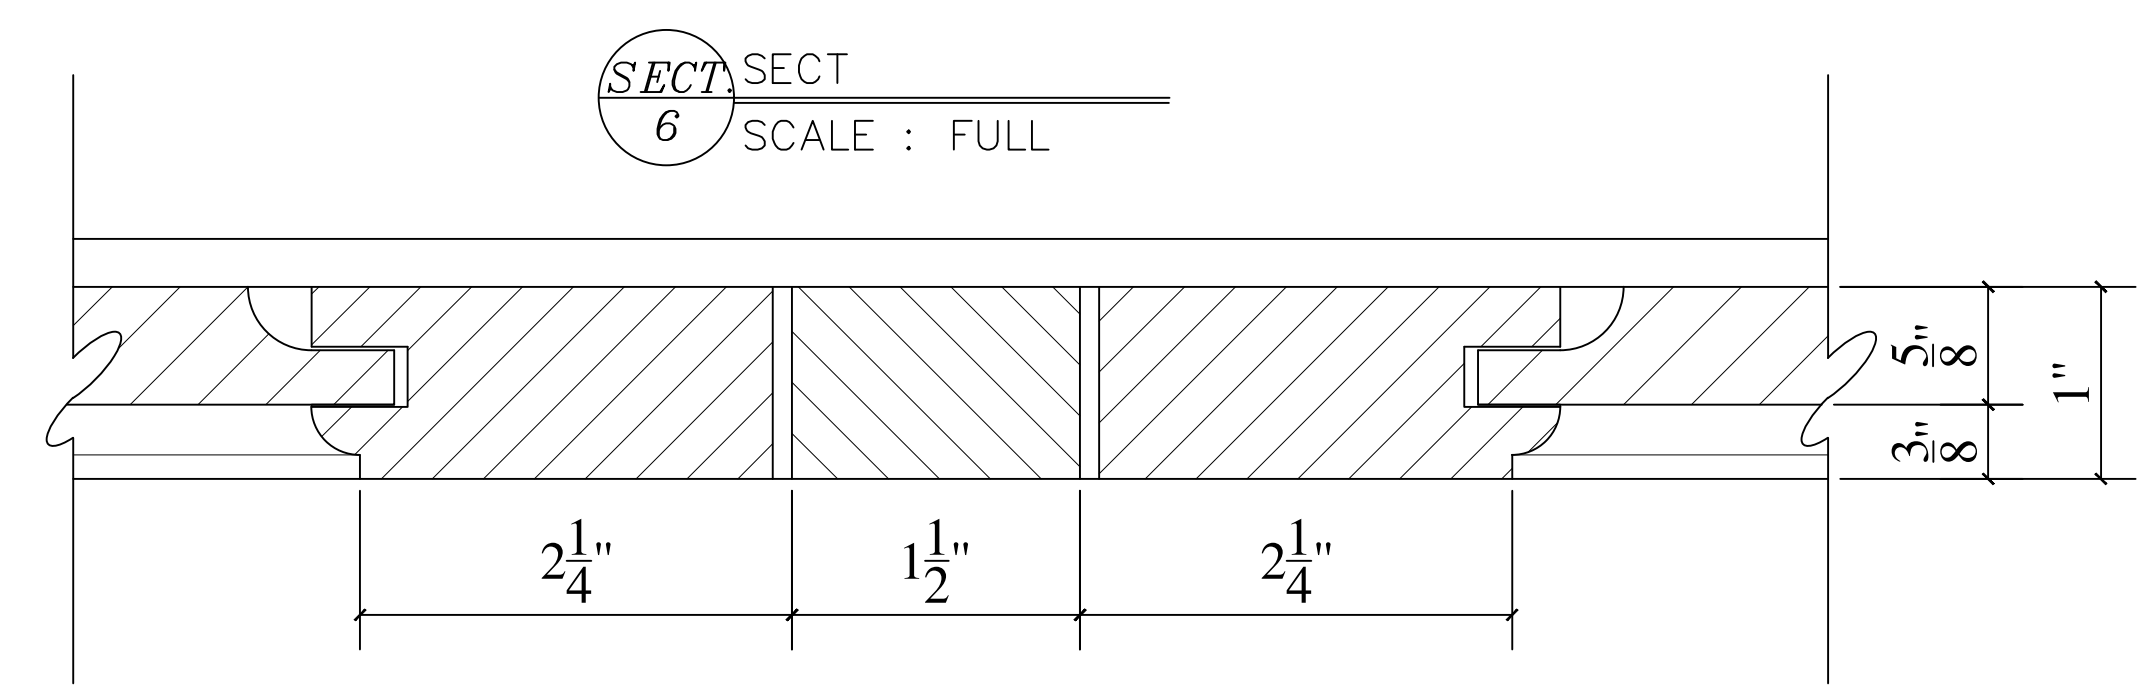 SECT. SECT
6 SCALE : FULL
5/8"
1"
3/8"
2 1/4" 1 1/2" 2 1/4"